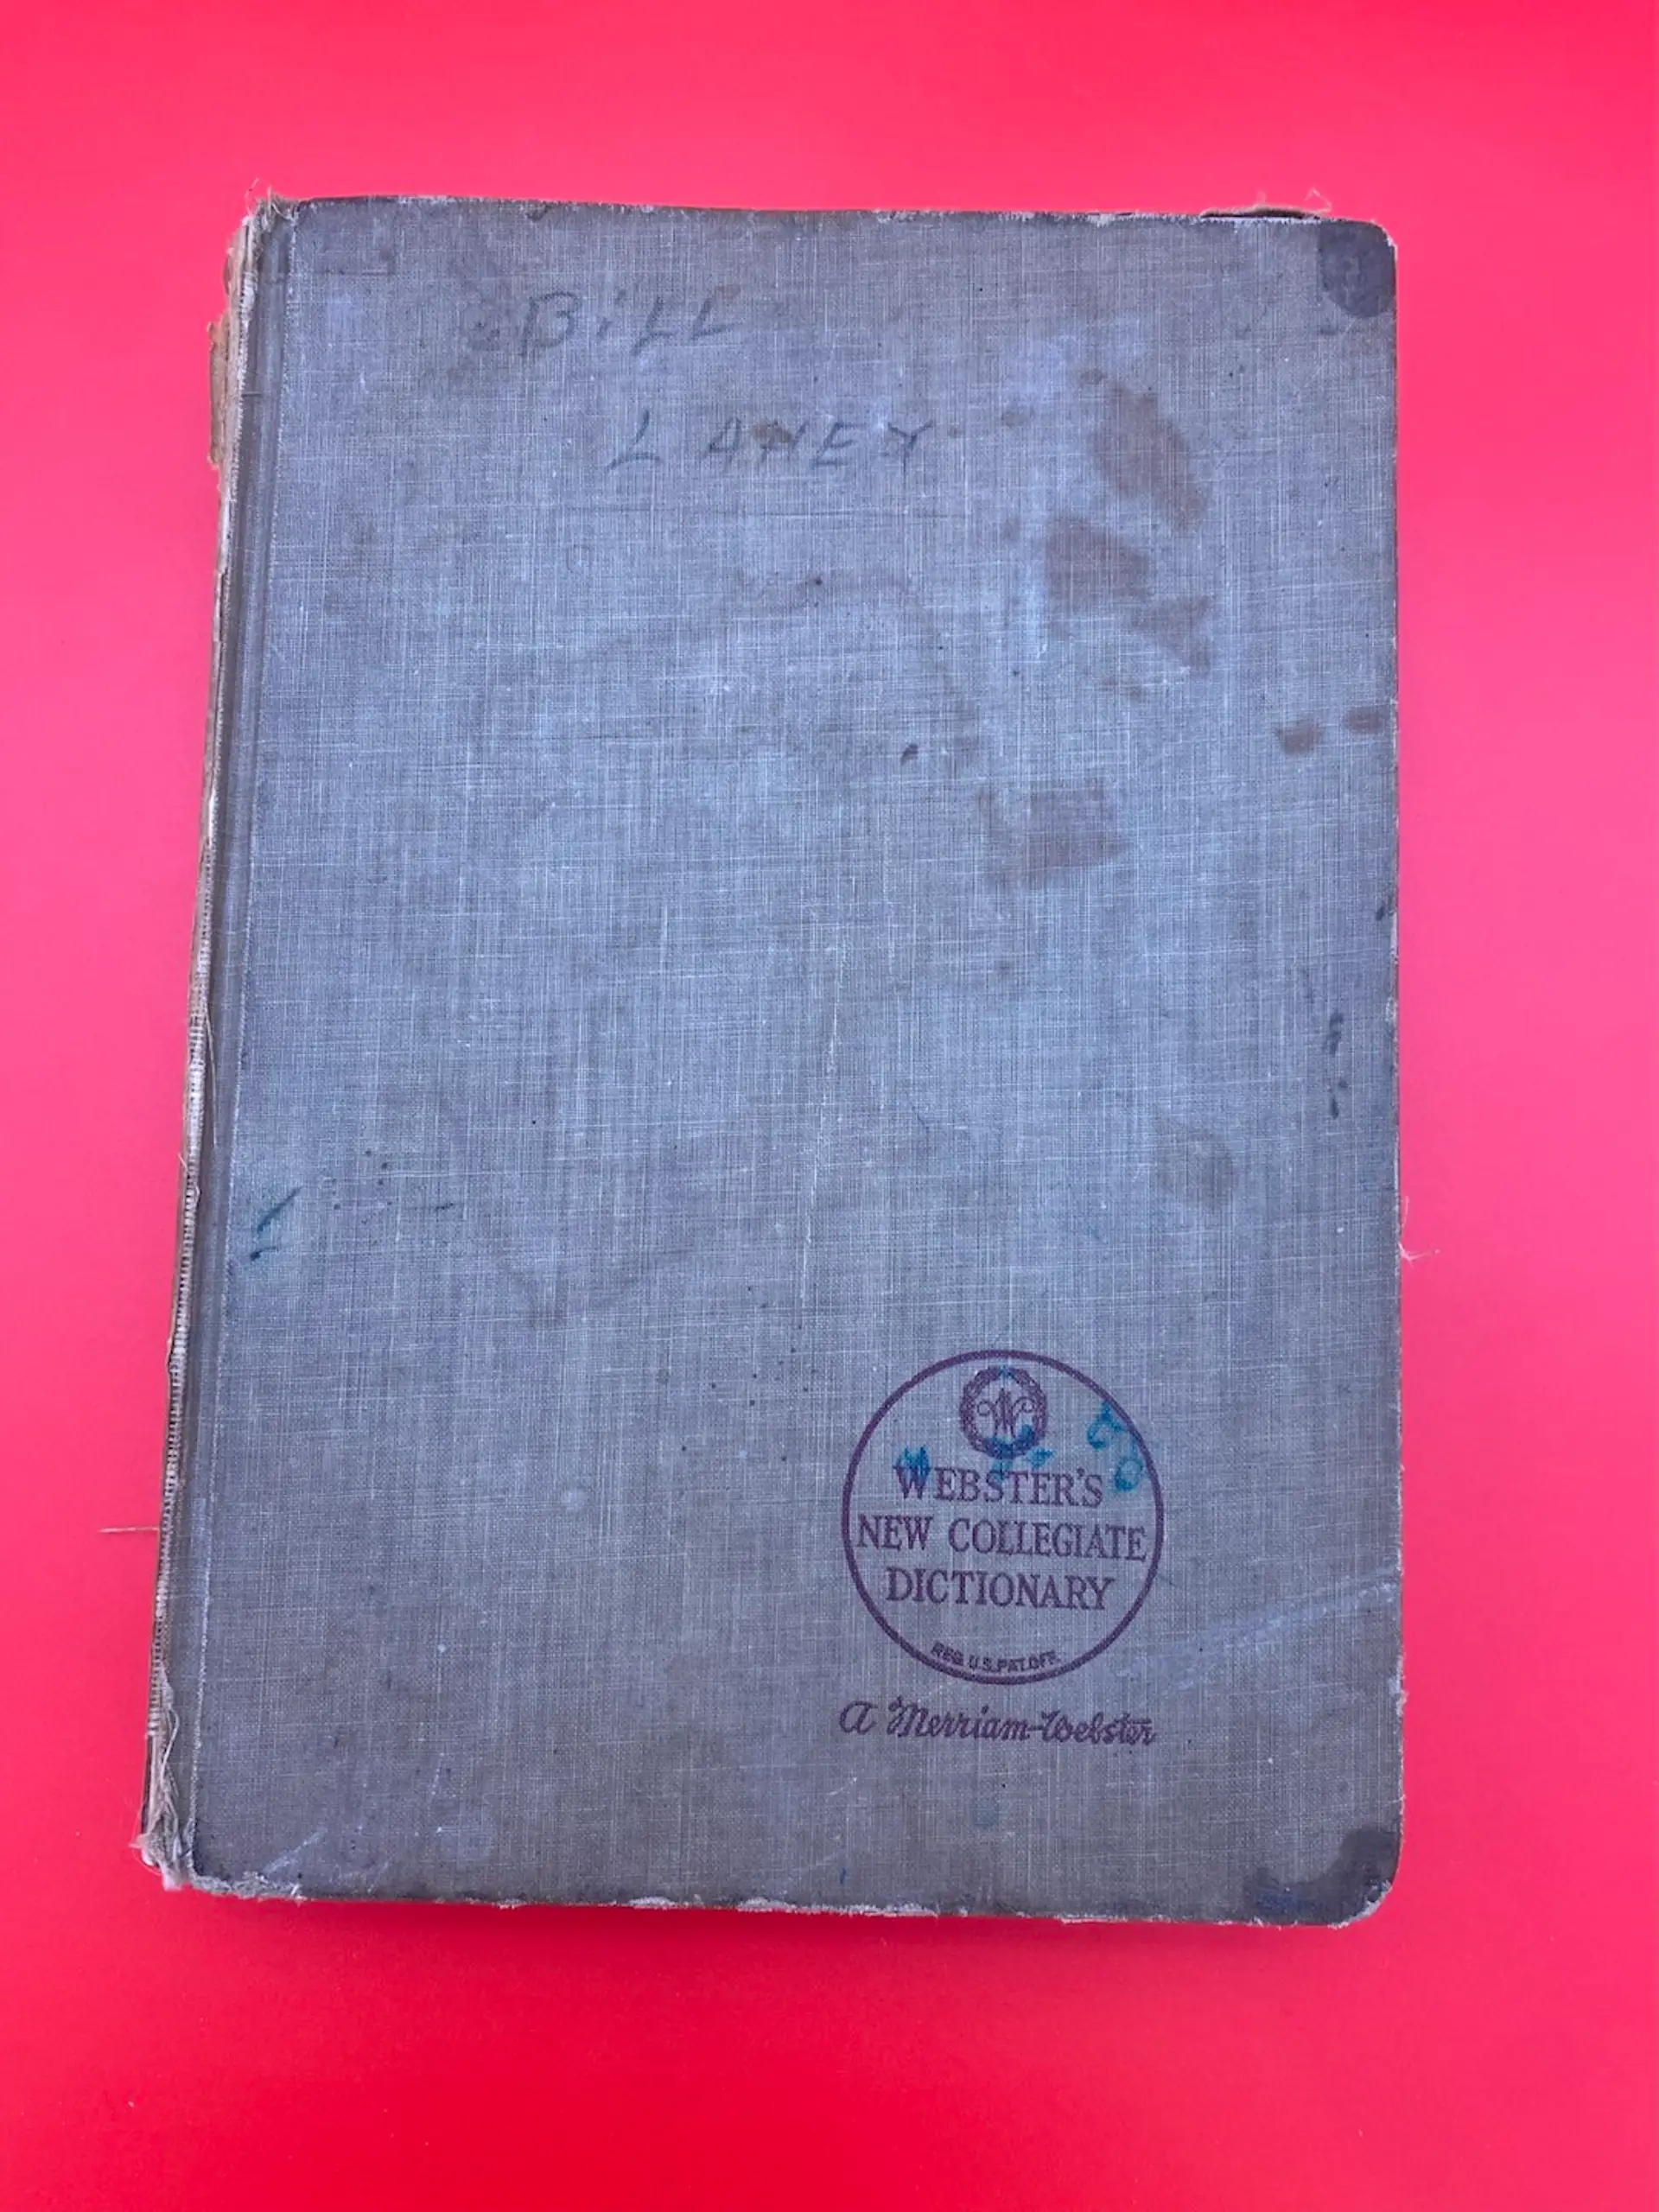 BiLL
LANEY
W
WEBSTER'S
NEW COLLEGIATE
DICTIONARY
REG. U.S. PAT. OFF.
A Merriam-Webster